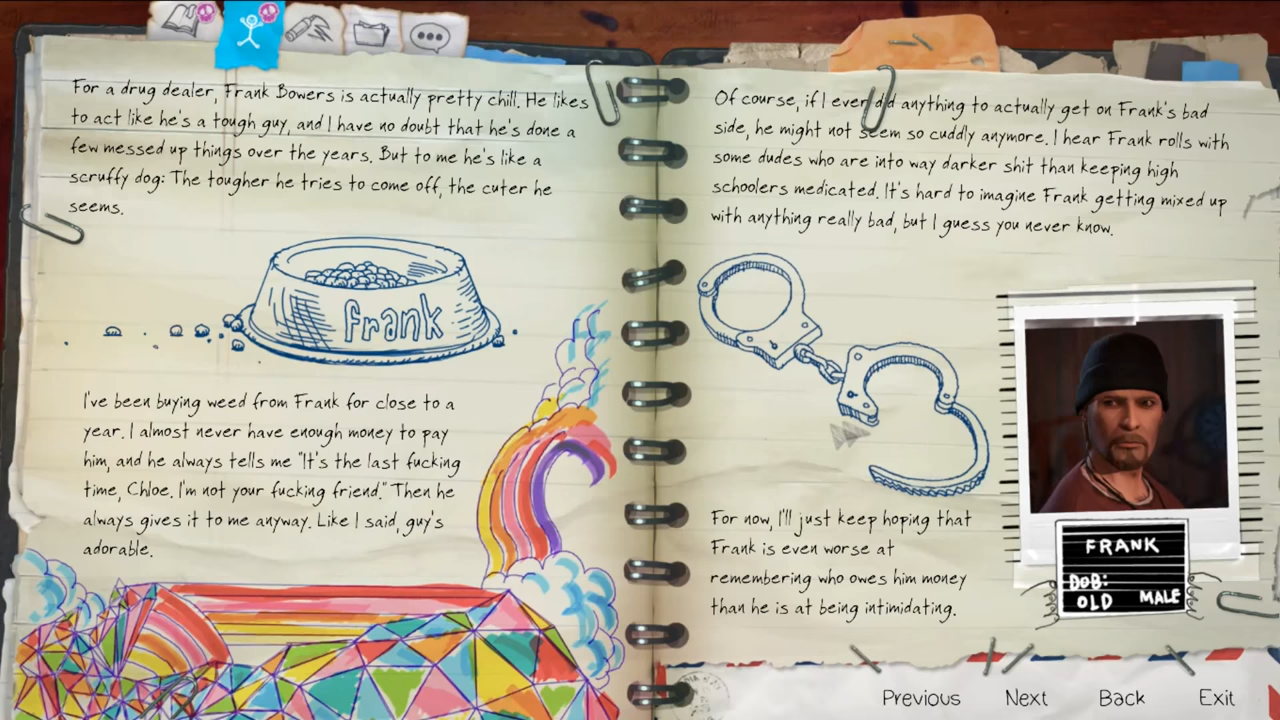 For a drug dealer, Frank Bowers is actually pretty chill. He likes
to act like he's a tough guy, and I have no doubt that he's done a
few messed up things over the years. But to me he's like a
scruffy dog: The tougher he tries to come off, the cuter he
seems.
frank
I've been buying weed from Frank for close to a
year. I almost never have enough money to pay
him, and he always tells me "It's the last fucking
time, Chloe. I'm not your fucking friend." Then he
always gives it to me anyway. Like I said, guy's
adorable.
Of course, if I ever did anything to actually get on Frank's bad
side, he might not seem so cuddly anymore. I hear Frank rolls with
some dudes who are into way darker shit than keeping high
schoolers medicated. It's hard to imagine Frank getting mixed up
with anything really bad, but I guess you never know.
For now, I'll just keep hoping that
Frank is even worse at
remembering who owes him money
than he is at being intimidating.
FRANK
DOB:
OLD MALE
Previous Next Back Exit